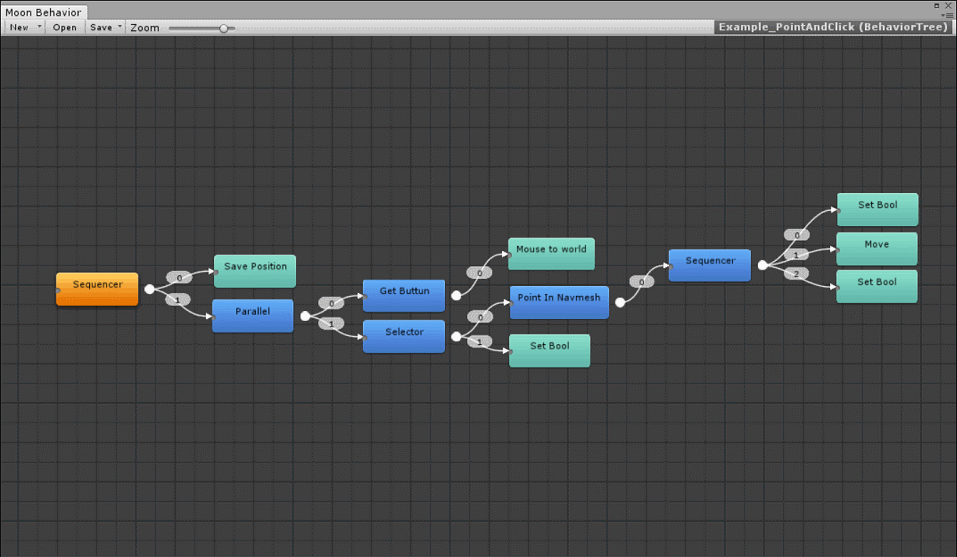 Moon Behavior
New Open Save Zoom
Example_PointAndClick (BehaviorTree)
Sequencer
0
1
Save Position
Parallel
0
1
Get Buttun
Selector
0
0
1
Mouse to world
Point In Navmesh
Set Bool
0
Sequencer
0
1
2
Set Bool
Move
Set Bool